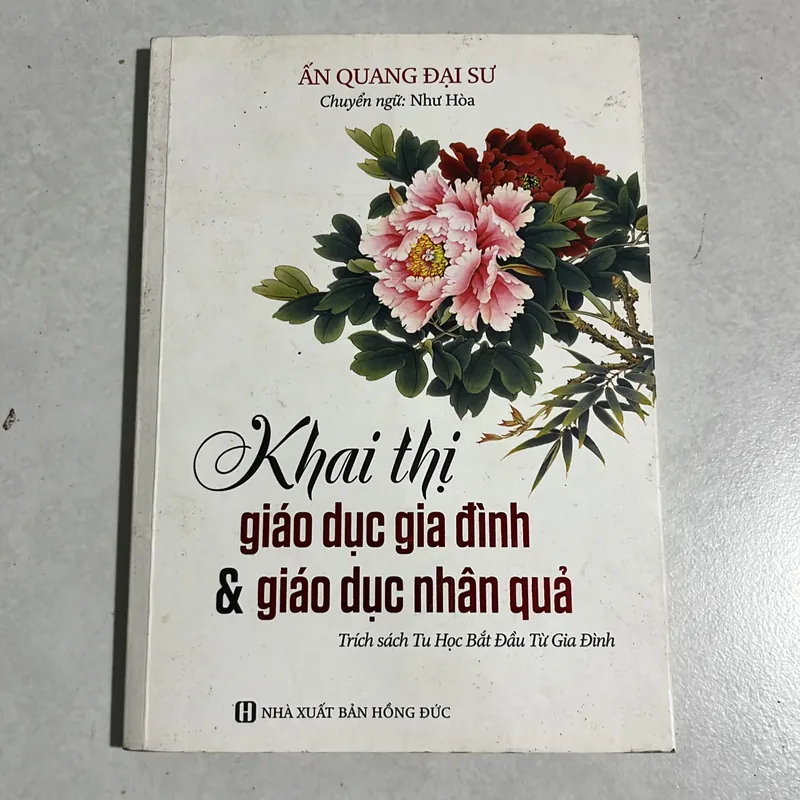 ẤN QUANG ĐẠI SƯ
Chuyển ngữ: Như Hòa
Khai thị
giáo dục gia đình
& giáo dục nhân quả
Trích sách Tu Học Bắt Đầu Từ Gia Đình
H NHÀ XUẤT BẢN HỒNG ĐỨC